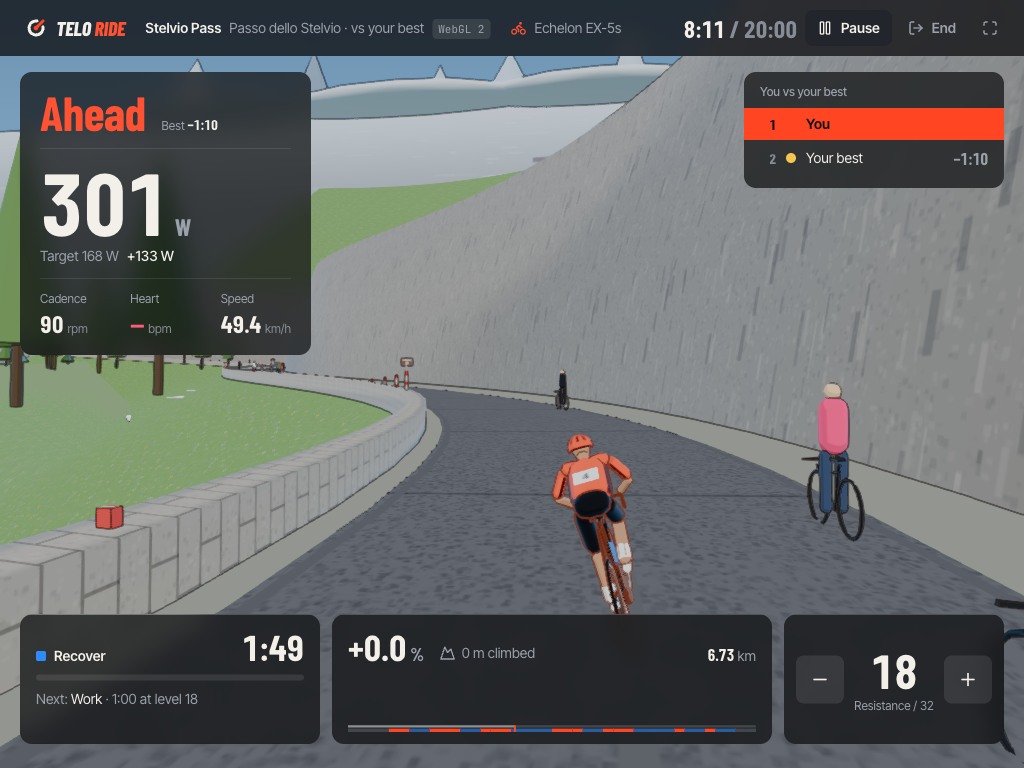 TELO RIDE Stelvio Pass Passo dello Stelvio · vs your best WebGL 2 Echelon EX-5s 8:11 / 20:00 Pause End
Ahead Best −1:10
301 W
Target 168 W +133 W
Cadence Heart Speed
90 rpm – bpm 49.4 km/h
You vs your best
1 You
2 Your best −1:10
4
Recover 1:49
Next: Work · 1:00 at level 18
+0.0 % 0 m climbed 6.73 km
− 18 +
Resistance / 32